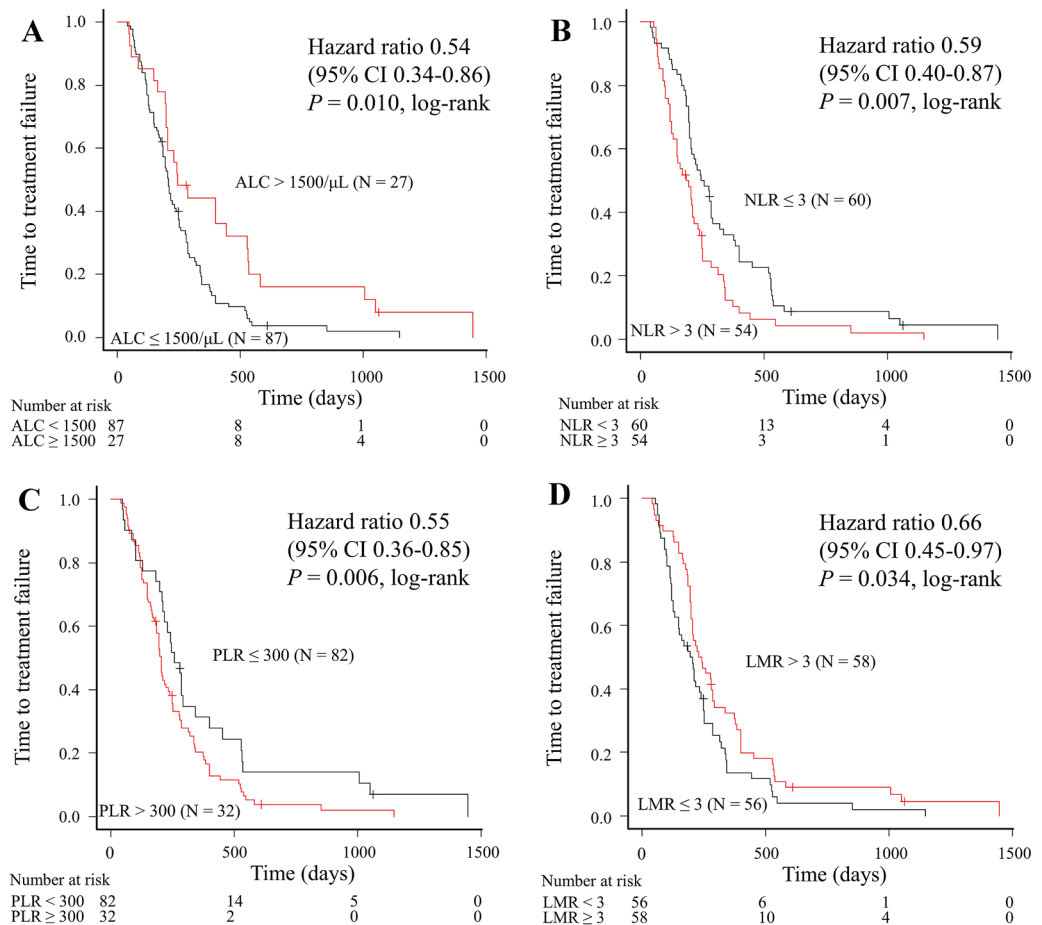 A
Hazard ratio 0.54
(95% CI 0.34-0.86)
P = 0.010, log-rank
Time to treatment failure
1.0
0.8
0.6
0.4
0.2
0.0
ALC > 1500/μL (N = 27)
ALC ≤ 1500/μL (N = 87)
0 500 1000 1500
Time (days)
Number at risk
ALC < 1500 87 8 1 0
ALC ≥ 1500 27 8 4 0
B
Hazard ratio 0.59
(95% CI 0.40-0.87)
P = 0.007, log-rank
Time to treatment failure
1.0
0.8
0.6
0.4
0.2
0.0
NLR ≤ 3 (N = 60)
NLR > 3 (N = 54)
0 500 1000 1500
Time (days)
Number at risk
NLR < 3 60 13 4 0
NLR ≥ 3 54 3 1 0
C
Hazard ratio 0.55
(95% CI 0.36-0.85)
P = 0.006, log-rank
Time to treatment failure
1.0
0.8
0.6
0.4
0.2
0.0
PLR ≤ 300 (N = 82)
PLR > 300 (N = 32)
0 500 1000 1500
Time (days)
Number at risk
PLR < 300 82 14 5 0
PLR ≥ 300 32 2 0 0
D
Hazard ratio 0.66
(95% CI 0.45-0.97)
P = 0.034, log-rank
Time to treatment failure
1.0
0.8
0.6
0.4
0.2
0.0
LMR > 3 (N = 58)
LMR ≤ 3 (N = 56)
0 500 1000 1500
Time (days)
Number at risk
LMR < 3 56 6 1 0
LMR ≥ 3 58 10 4 0